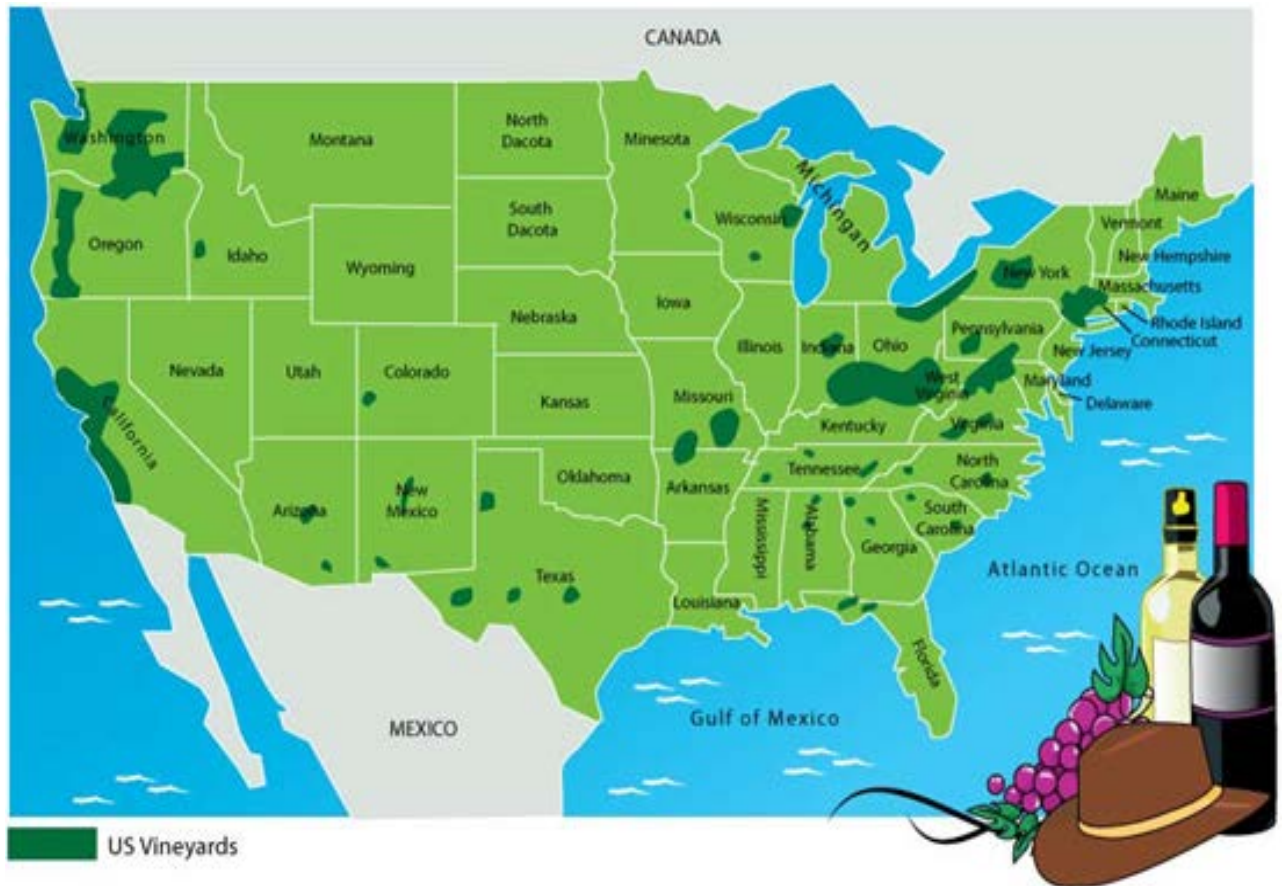 CANADA
Washington
Montana
North
Dacota
Minesota
Michingan
Maine
Oregon
Idaho
South
Dacota
Wisconsin
Vermont
New York
New Hempshire
Wyoming
Massachusetts
Iowa
Nebraska
Rhode Island
Connecticut
Pennsylvania
Illinois
Indiana
Ohio
New Jersey
Nevada
Utah
Colorado
California
Kansas
Missouri
West
Virginia
Maryland
Delaware
Kentucky
Virginia
Arizona
New
Mexico
Oklahoma
Arkansas
Tennessee
North
Carolina
Mississippi
Alabama
Georgia
South
Carolina
Texas
Louisiana
Florida
Atlantic Ocean
MEXICO
Gulf of Mexico
US Vineyards